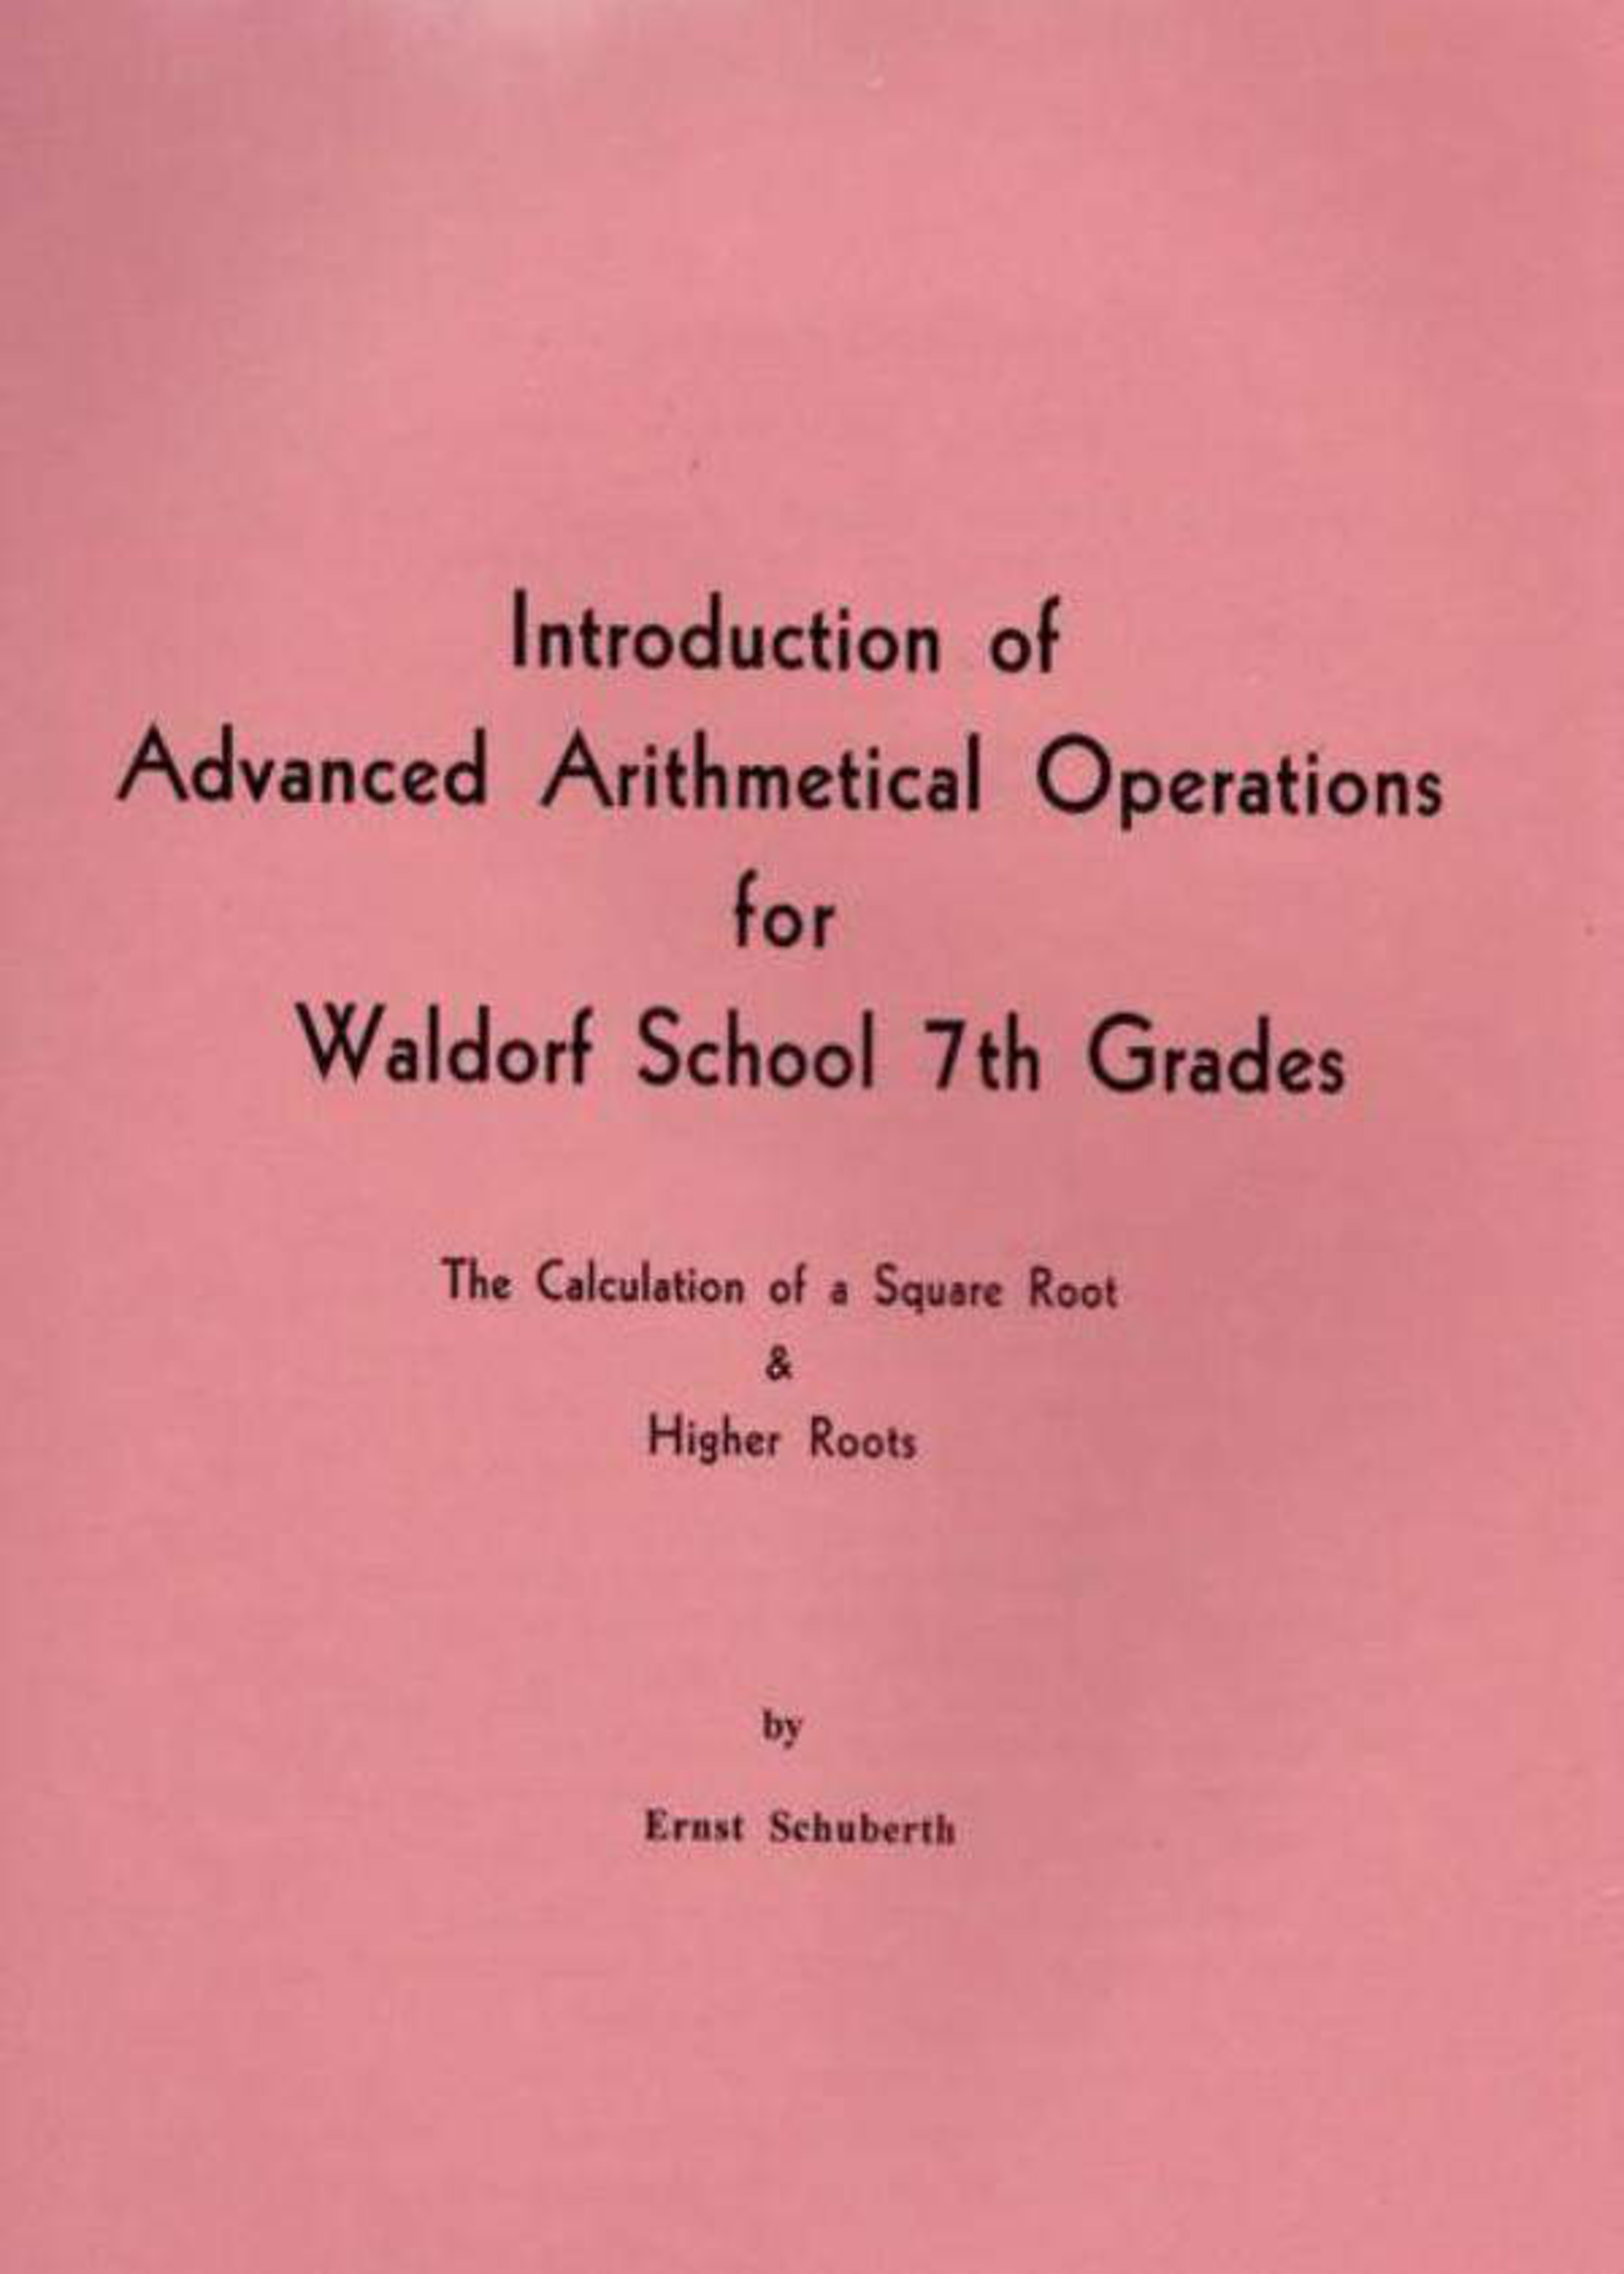 Introduction of
Advanced Arithmetical Operations
for
Waldorf School 7th Grades
The Calculation of a Square Root
&
Higher Roots
by
Ernst Schuberth